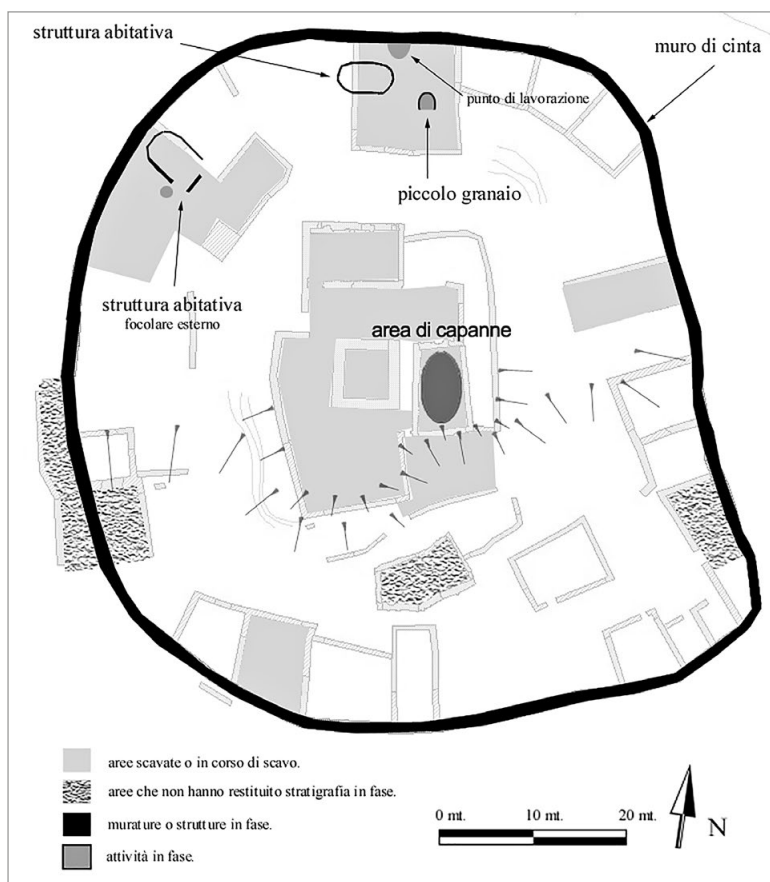 struttura abitativa
muro di cinta
punto di lavorazione
piccolo granaio
struttura abitativa
focolare esterno
area di capanne
aree scavate o in corso di scavo.
aree che non hanno restituito stratigrafia in fase.
murature o strutture in fase.
attività in fase.
0 mt. 10 mt. 20 mt.
N